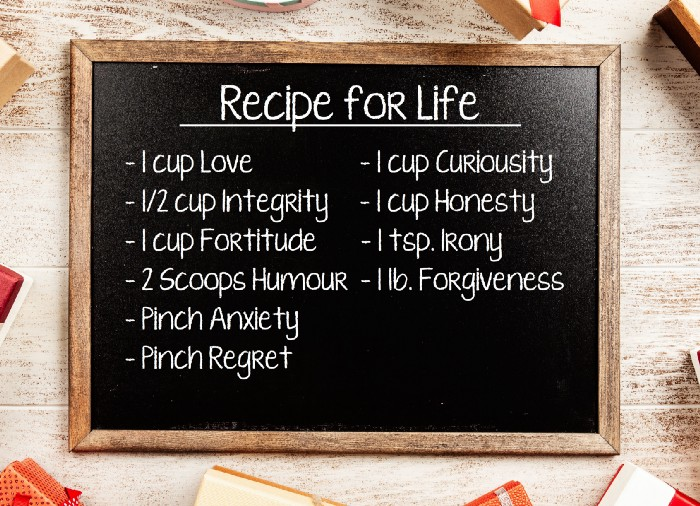 Recipe for Life
- 1 cup Love
- 1/2 cup Integrity
- 1 cup Fortitude
- 2 Scoops Humour
- Pinch Anxiety
- Pinch Regret
- 1 cup Curiousity
- 1 cup Honesty
- 1 tsp. Irony
- 1 lb. Forgiveness